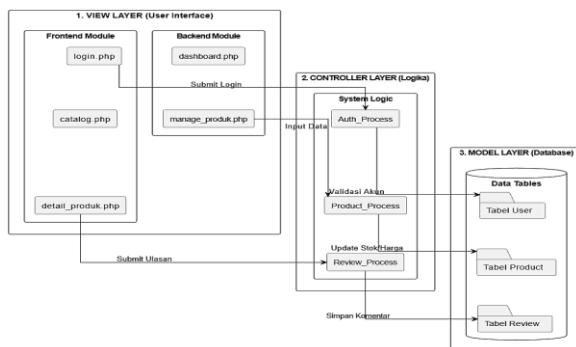 1. VIEW LAYER (User Interface)
Frontend Module
login.php
catalog.php
detail_produk.php
Backend Module
dashboard.php
manage_produk.php
Submit Login
Input Data
Submit Ulasan
2. CONTROLLER LAYER (Logika)
System Logic
Auth_Process
Product_Process
Review_Process
Validasi Akun
Update Stok/Harga
Simpan Komentar
3. MODEL LAYER (Database)
Data Tables
Tabel User
Tabel Product
Tabel Review